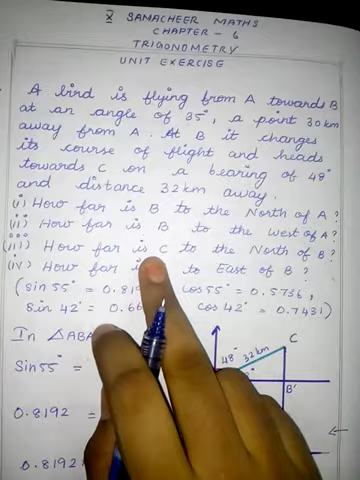 X SAMACHEER MATHS
CHAPTER - 6
TRIGONOMETRY
UNIT EXERCISE
A bird is flying from A towards B
at an angle of 35°, a point 30 km
away from A. At B it changes
its course of flight and heads
towards C on a bearing of 48°
and distance 32 km away.
(i) How far is B to the North of A?
(ii) How far is B to the West of A?
(iii) How far is C to the North of B?
(iv) How far i to East of B?
(sin 55° = 0.819 cos 55° = 0.5736,
sin 42° = 0.66 cos 42° = 0.7431)
In △ABA
Sin 55° =
0.8192 =
0.8192
48° 32 km C
B'